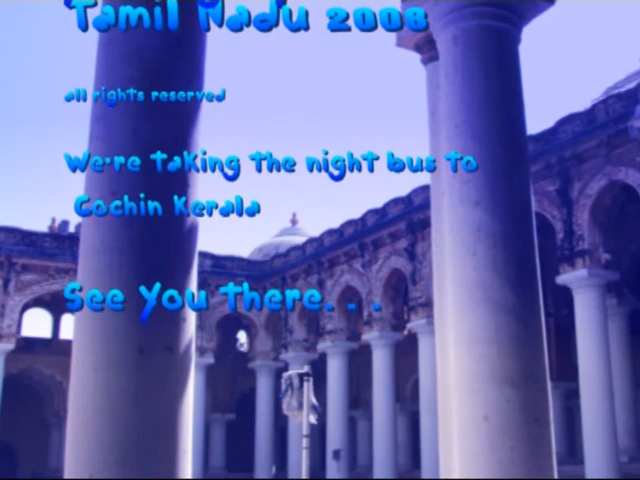 Tamil Nadu 2008
all rights reserved
We're taking the night bus to
Cochin Kerala
See you there. . .